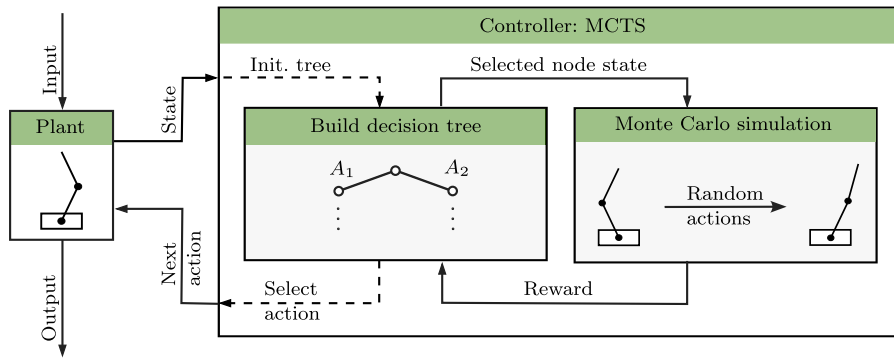 Controller: MCTS
Input
Init. tree
Selected node state
State
Plant
Build decision tree
Monte Carlo simulation
A₁
A₂
Random
actions
Next
action
Select
action
Reward
Output